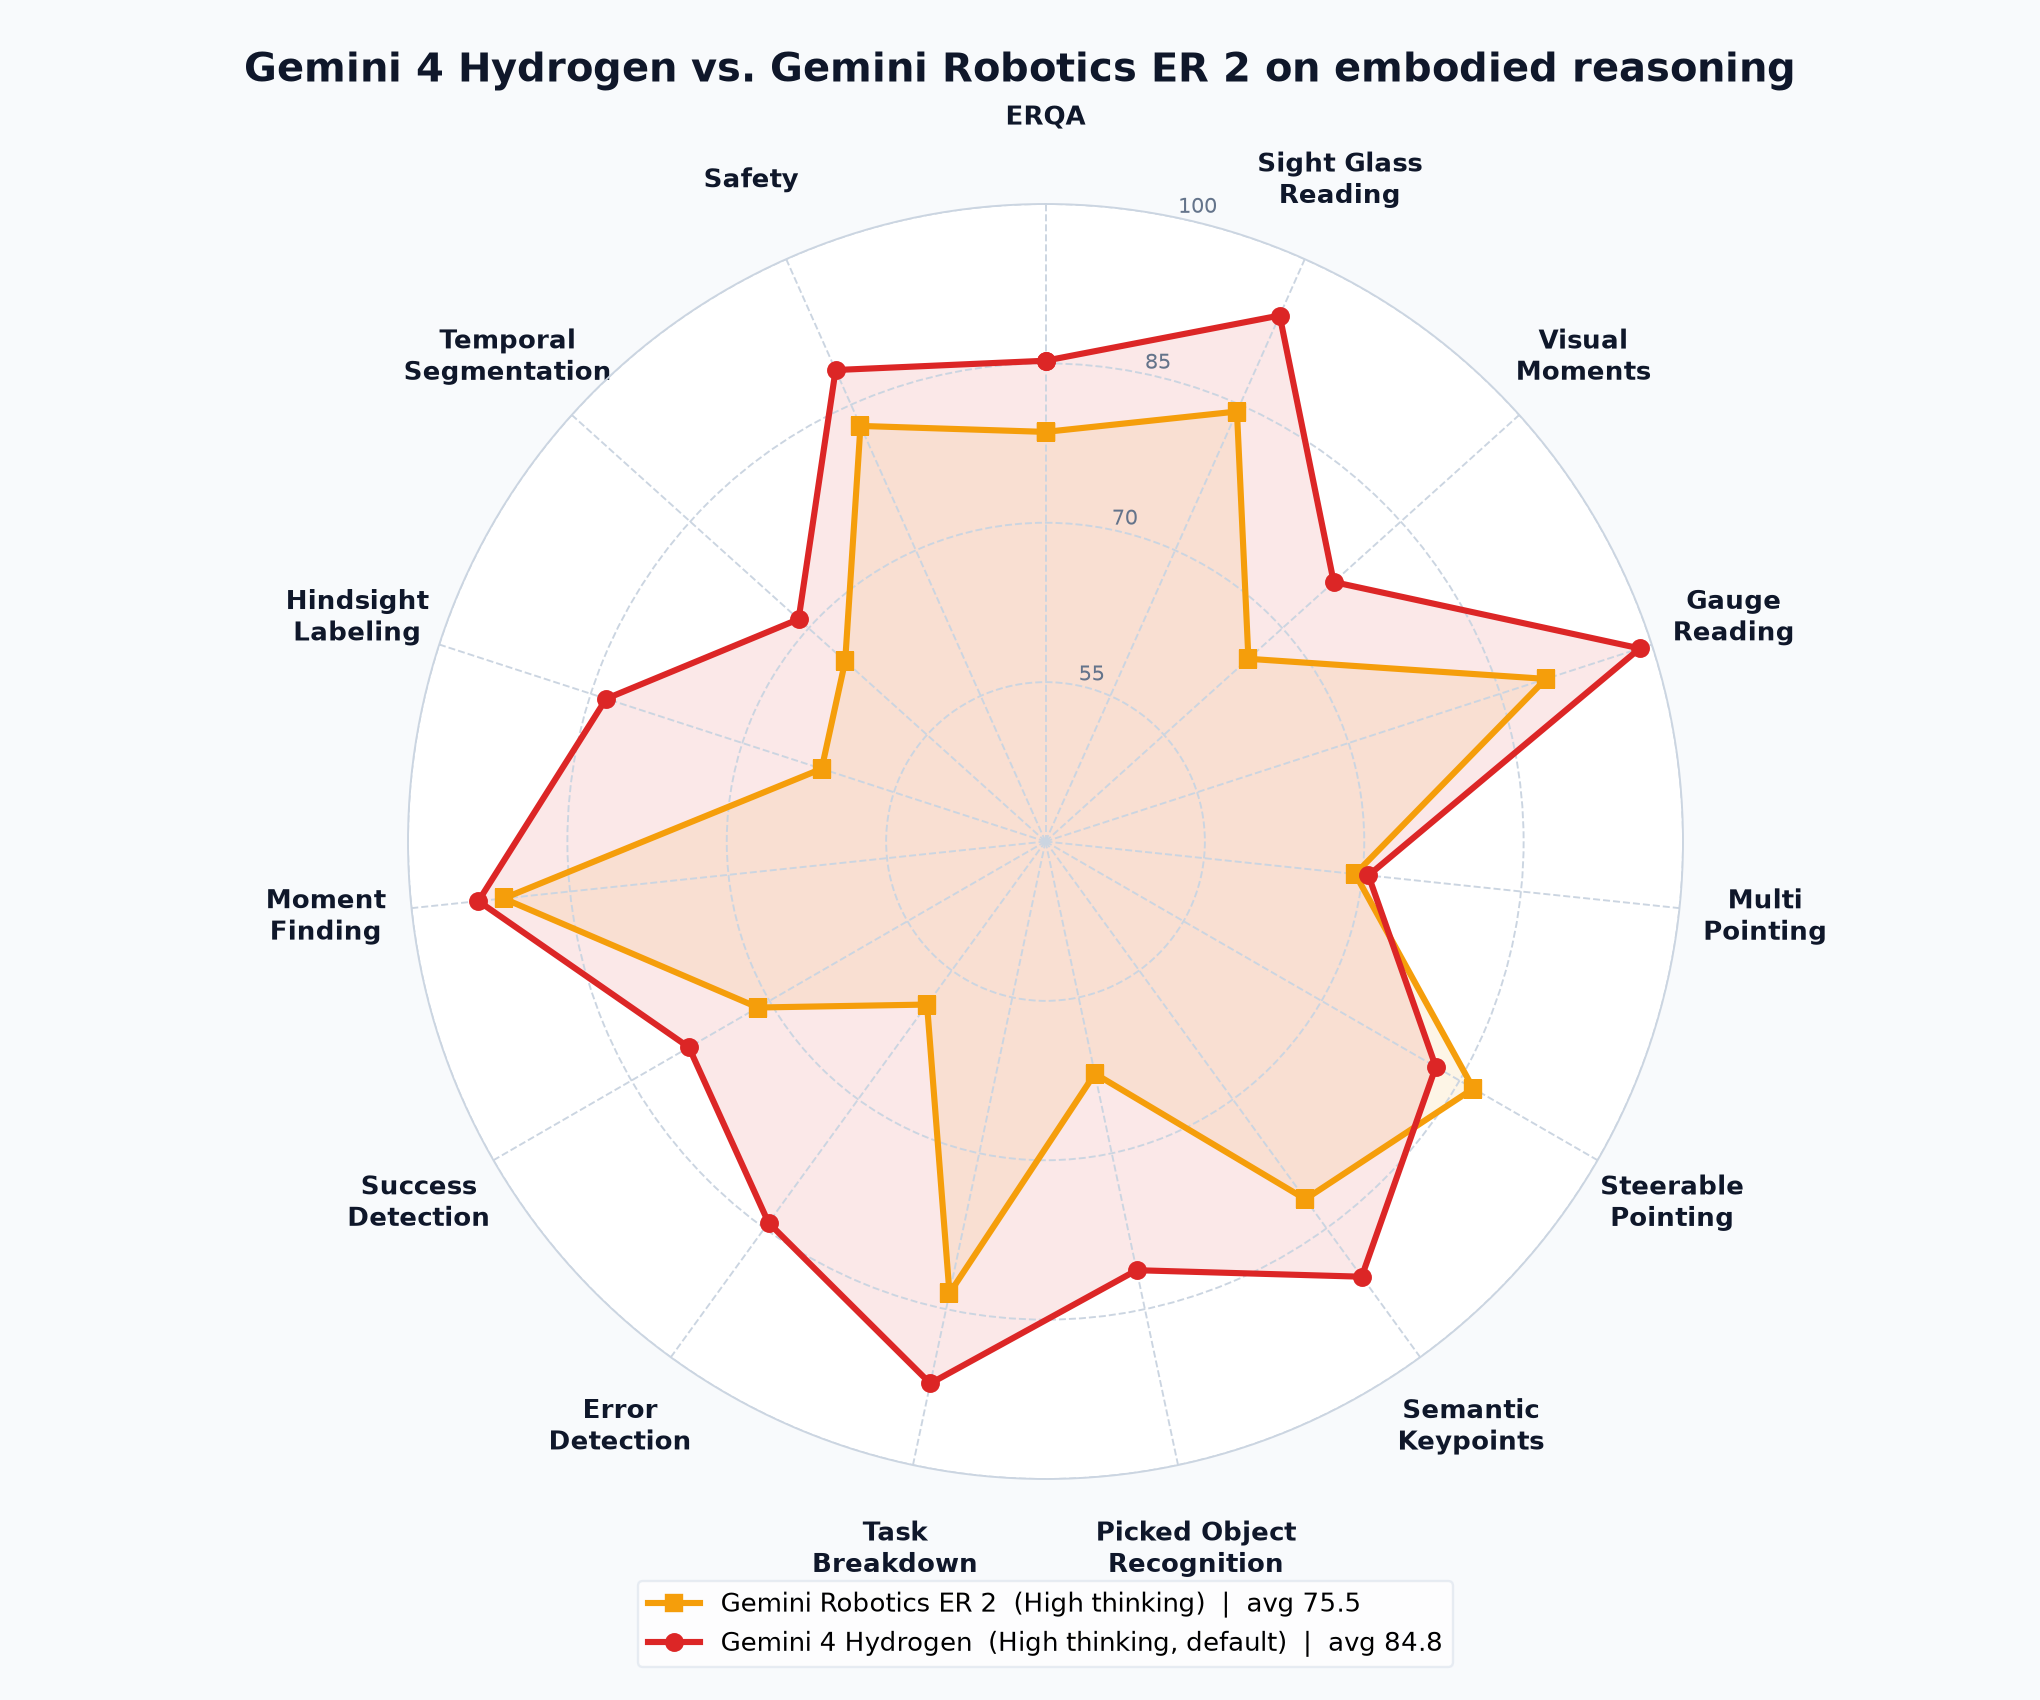 Gemini 4 Hydrogen vs. Gemini Robotics ER 2 on embodied reasoning
ERQA
Sight Glass
Reading
Visual
Moments
Gauge
Reading
Multi
Pointing
Steerable
Pointing
Semantic
Keypoints
Picked Object
Recognition
Task
Breakdown
Error
Detection
Success
Detection
Moment
Finding
Hindsight
Labeling
Temporal
Segmentation
Safety
100
85
70
55
Gemini Robotics ER 2 (High thinking) | avg 75.5
Gemini 4 Hydrogen (High thinking, default) | avg 84.8